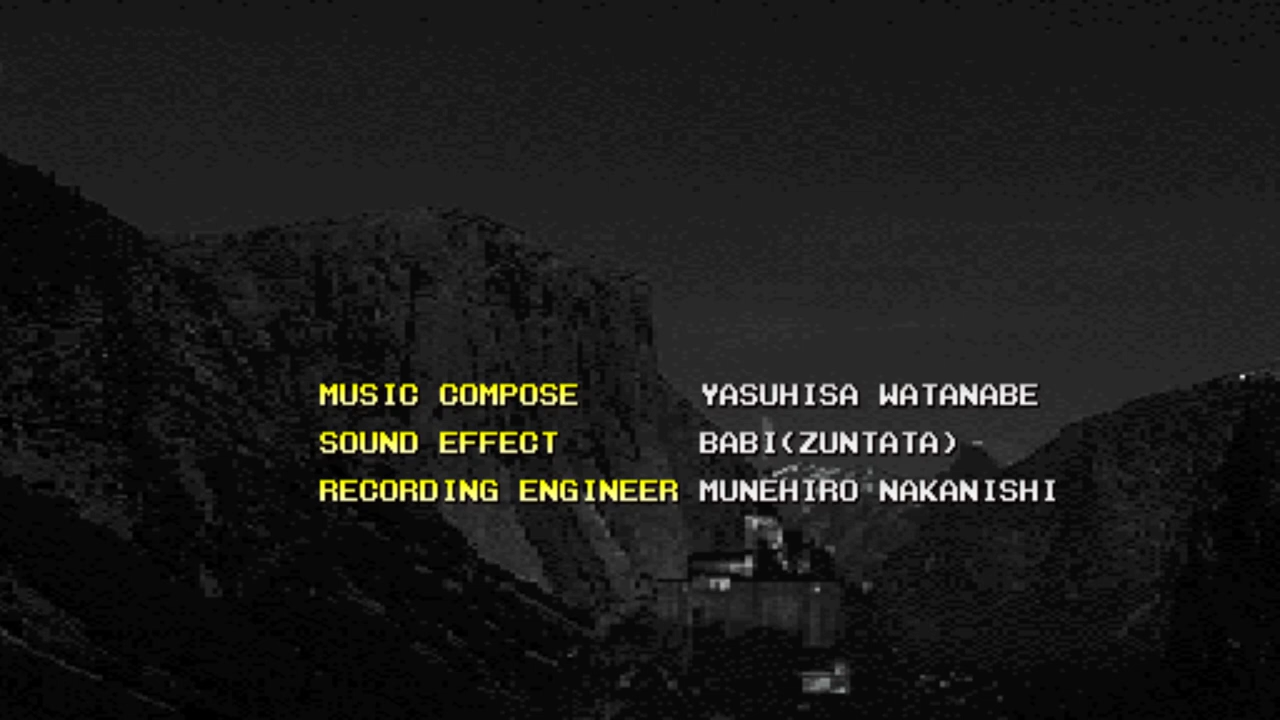 MUSIC COMPOSE YASUHISA WATANABE
SOUND EFFECT BABI(ZUNTATA)
RECORDING ENGINEER MUNEHIRO NAKANISHI